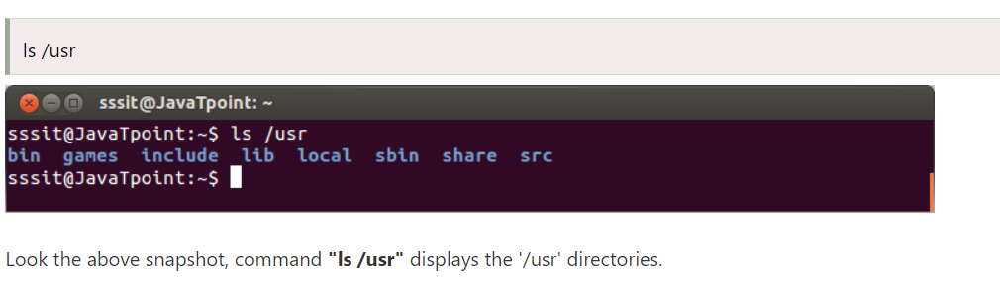 ls /usr
sssit@JavaTpoint: ~
sssit@JavaTpoint:~$ ls /usr
bin games include lib local sbin share src
sssit@JavaTpoint:~$
Look the above snapshot, command "ls /usr" displays the '/usr' directories.